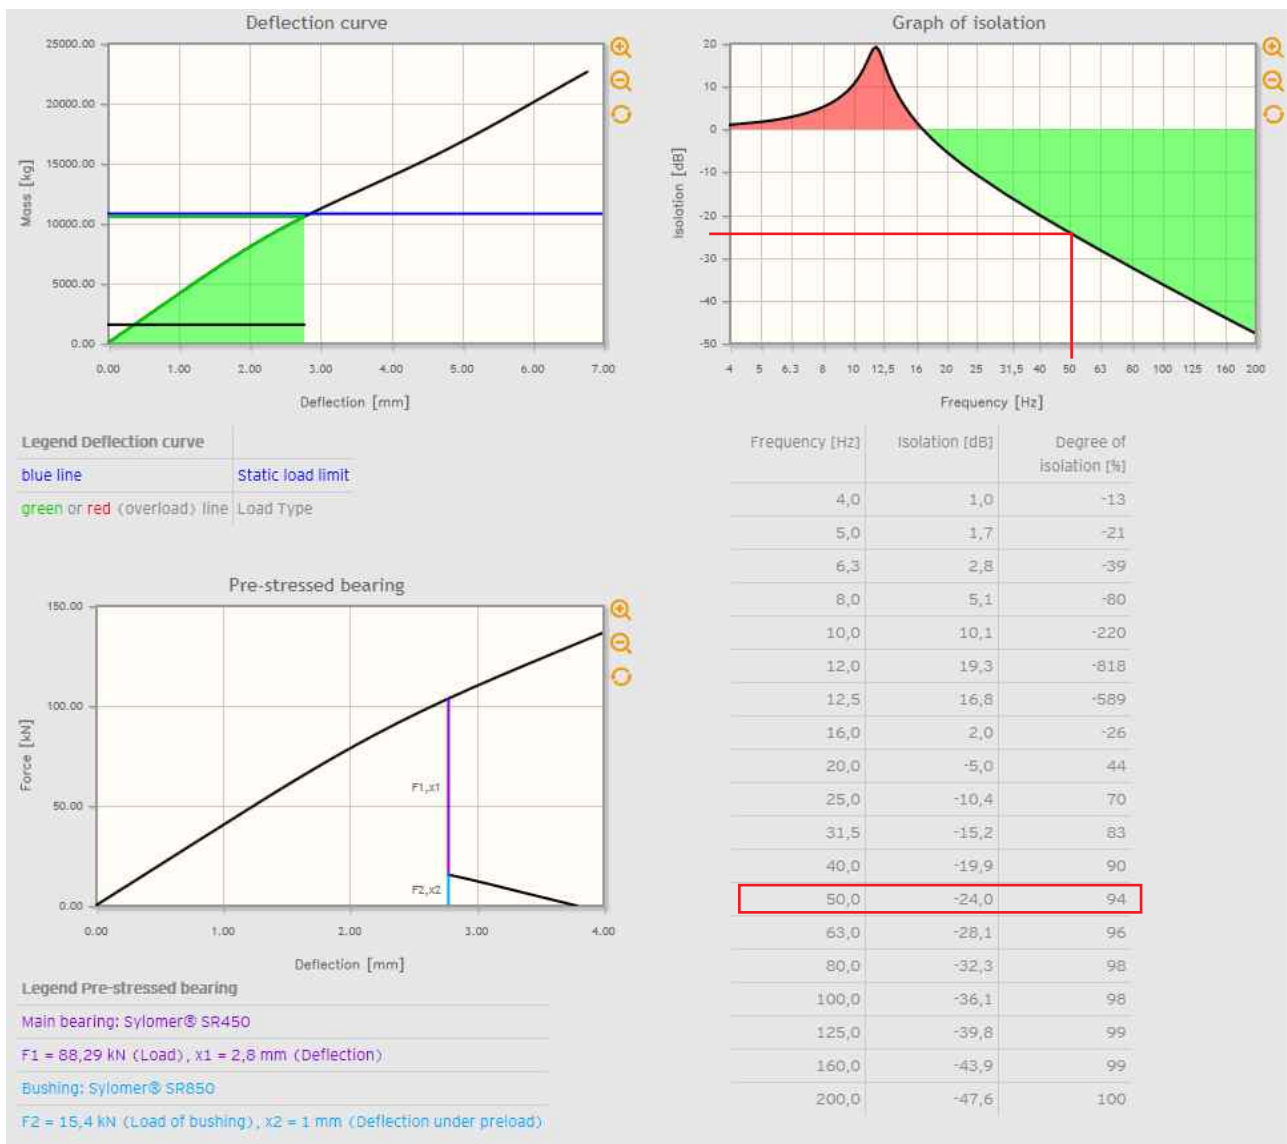 Deflection curve
25000.00
20000.00
15000.00
10000.00
5000.00
0.00
Mass [kg]
0.00 1.00 2.00 3.00 4.00 5.00 6.00 7.00
Deflection [mm]
Legend Deflection curve
blue line Static load limit
green or red (overload) line Load Type
Pre-stressed bearing
150.00
100.00
50.00
0.00
Force [kN]
F1,x1
F2,x2
0.00 1.00 2.00 3.00 4.00
Deflection [mm]
Legend Pre-stressed bearing
Main bearing: Sylomer® SR450
F1 = 88,29 kN (Load), x1 = 2,8 mm (Deflection)
Bushing: Sylomer® SR850
F2 = 15,4 kN (Load of bushing), x2 = 1 mm (Deflection under preload)
Graph of isolation
20
10
0
-10
-20
-30
-40
-50
Isolation [dB]
4 5 6.3 8 10 12,5 16 20 25 31,5 40 50 63 80 100 125 160 200
Frequency [Hz]
Frequency [Hz] Isolation [dB] Degree of
isolation [%]
4,0 1,0 -13
5,0 1,7 -21
6,3 2,8 -39
8,0 5,1 -80
10,0 10,1 -220
12,0 19,3 -818
12,5 16,8 -589
16,0 2,0 -26
20,0 -5,0 44
25,0 -10,4 70
31,5 -15,2 83
40,0 -19,9 90
50,0 -24,0 94
63,0 -28,1 96
80,0 -32,3 98
100,0 -36,1 98
125,0 -39,8 99
160,0 -43,9 99
200,0 -47,6 100